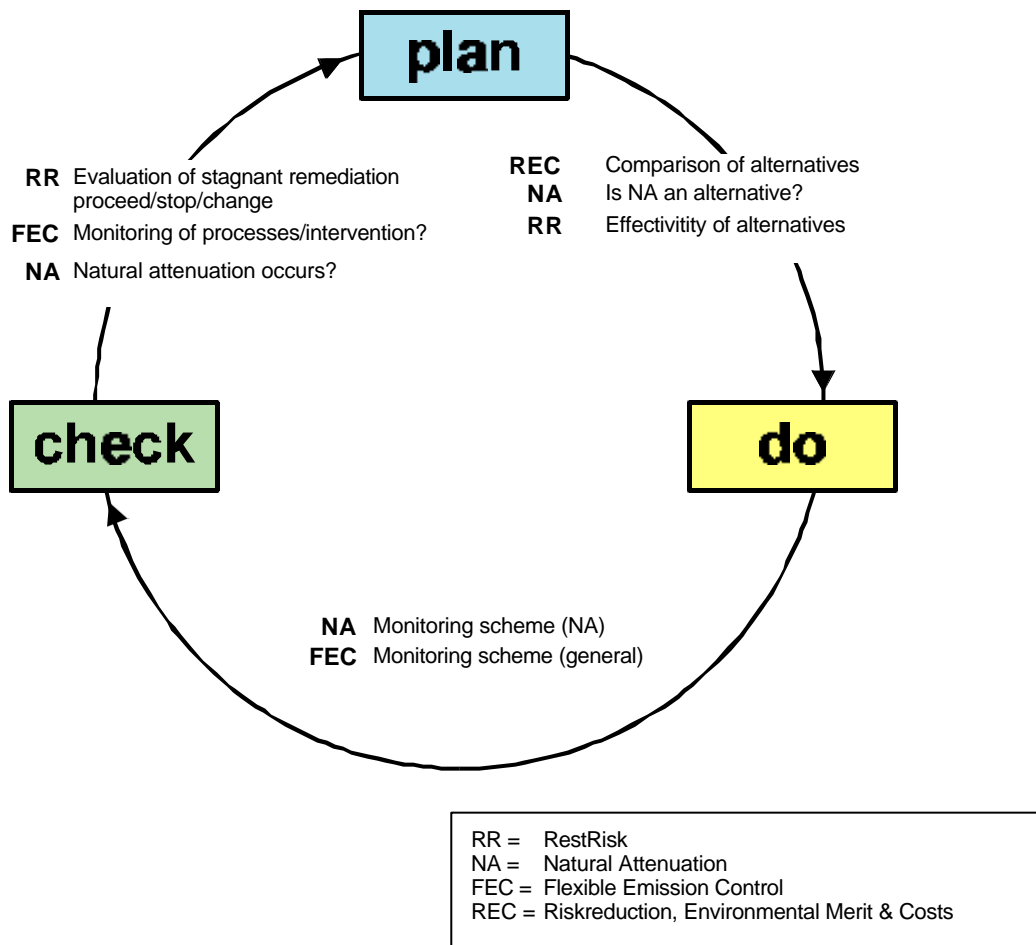 plan
RR Evaluation of stagnant remediation
proceed/stop/change
FEC Monitoring of processes/intervention?
NA Natural attenuation occurs?
REC Comparison of alternatives
NA Is NA an alternative?
RR Effectivitity of alternatives
check
do
NA Monitoring scheme (NA)
FEC Monitoring scheme (general)
RR = RestRisk
NA = Natural Attenuation
FEC = Flexible Emission Control
REC = Riskreduction, Environmental Merit & Costs